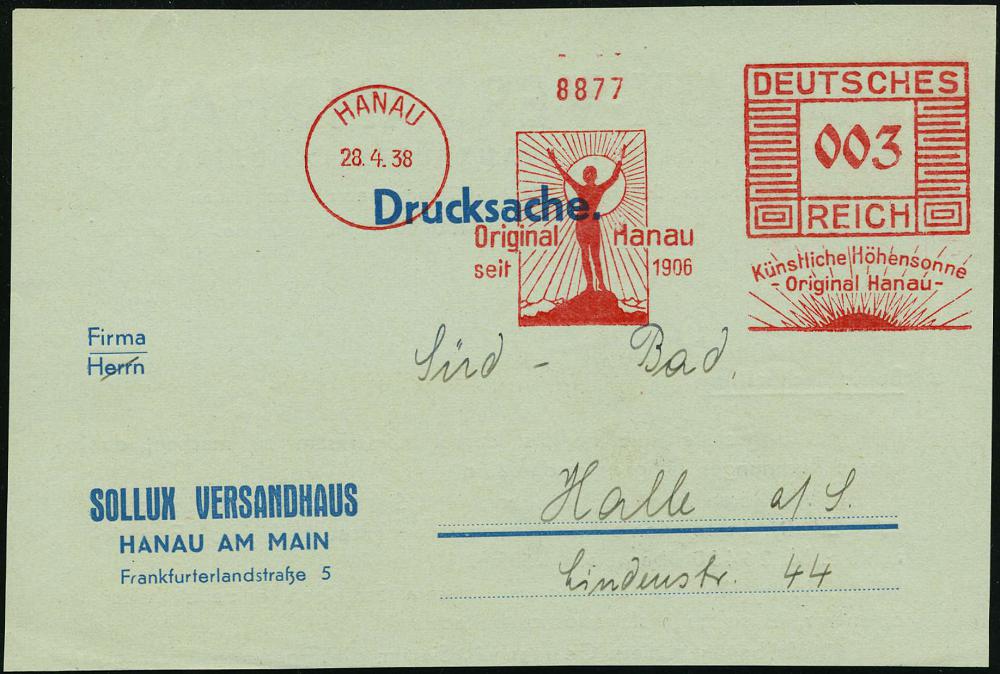 8877
HANAU
28.4.38
DEUTSCHES
003
REICH
Drucksache.
Original Hanau
seit 1906
Künstliche Höhensonne
- Original Hanau -
Firma
Herrn
Süd - Bad,
SOLLUX VERSANDHAUS
HANAU AM MAIN
Frankfurterlandstraße 5
Halle a/S.
Lindenstr. 44